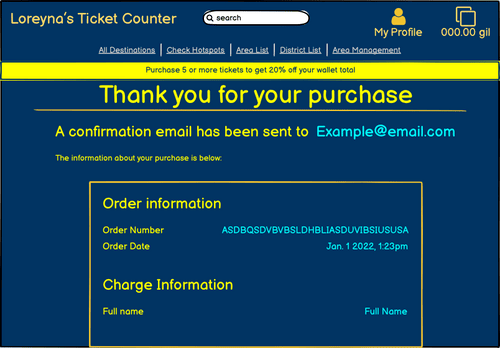 Loreyna's Ticket Counter
search
My Profile
000.00 gil
All Destinations | Check Hotspots | Area List | District List | Area Management
Purchase 5 or more tickets to get 20% off your wallet total
Thank you for your purchase
A confirmation email has been sent to Example@email.com
The information about your purchase is below:
Order information
Order Number ASDBQSDVBVBSLDHBLIASDUVIBSIUSUSA
Order Date Jan. 1 2022, 1:23pm
Charge Information
Full name Full Name